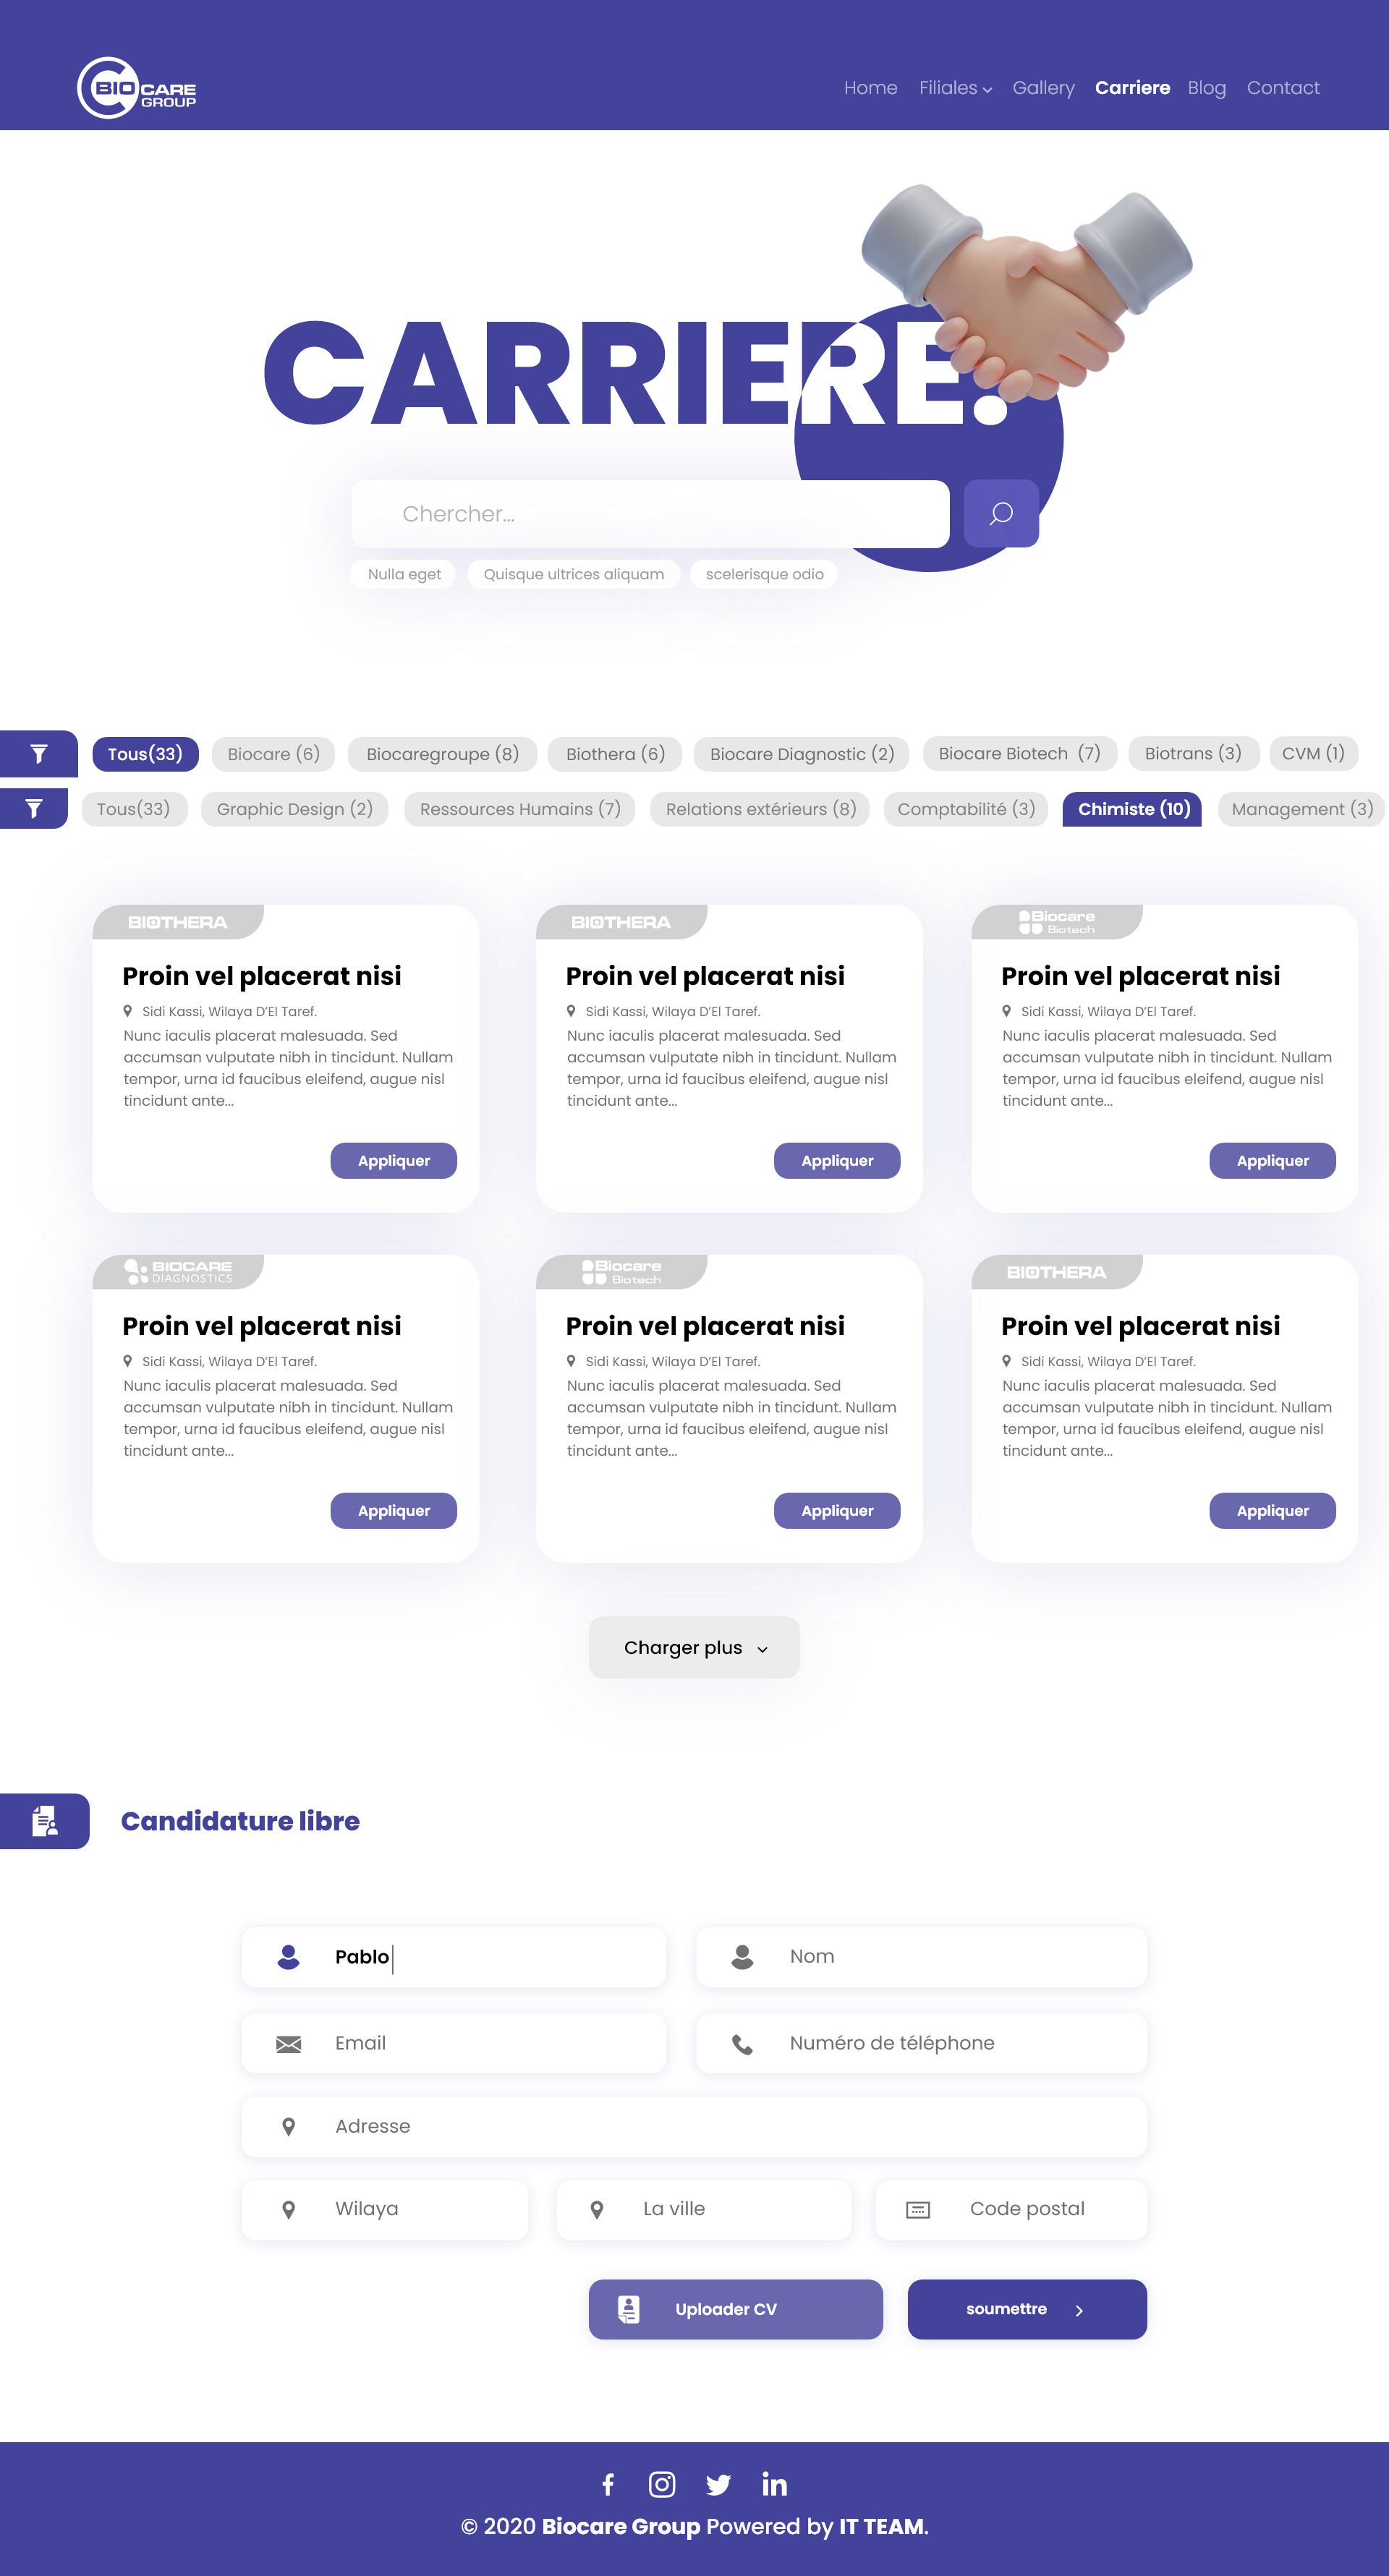 BIOCARE
GROUP
Home Filiales Gallery Carriere Blog Contact
CARRIERE.
Chercher...
Nulla eget Quisque ultrices aliquam scelerisque odio
Tous(33) Biocare (6) Biocaregroupe (8) Biothera (6) Biocare Diagnostic (2) Biocare Biotech (7) Biotrans (3) CVM (1)
Tous(33) Graphic Design (2) Ressources Humains (7) Relations extérieurs (8) Comptabilité (3) Chimiste (10) Management (3)
BIOTHERA
Proin vel placerat nisi
Sidi Kassi, Wilaya D'El Taref.
Nunc iaculis placerat malesuada. Sed
accumsan vulputate nibh in tincidunt. Nullam
tempor, urna id faucibus eleifend, augue nisl
tincidunt ante...
Appliquer
BIOTHERA
Proin vel placerat nisi
Sidi Kassi, Wilaya D'El Taref.
Nunc iaculis placerat malesuada. Sed
accumsan vulputate nibh in tincidunt. Nullam
tempor, urna id faucibus eleifend, augue nisl
tincidunt ante...
Appliquer
Biocare
Biotech
Proin vel placerat nisi
Sidi Kassi, Wilaya D'El Taref.
Nunc iaculis placerat malesuada. Sed
accumsan vulputate nibh in tincidunt. Nullam
tempor, urna id faucibus eleifend, augue nisl
tincidunt ante...
Appliquer
BIOCARE
DIAGNOSTICS
Proin vel placerat nisi
Sidi Kassi, Wilaya D'El Taref.
Nunc iaculis placerat malesuada. Sed
accumsan vulputate nibh in tincidunt. Nullam
tempor, urna id faucibus eleifend, augue nisl
tincidunt ante...
Appliquer
Biocare
Biotech
Proin vel placerat nisi
Sidi Kassi, Wilaya D'El Taref.
Nunc iaculis placerat malesuada. Sed
accumsan vulputate nibh in tincidunt. Nullam
tempor, urna id faucibus eleifend, augue nisl
tincidunt ante...
Appliquer
BIOTHERA
Proin vel placerat nisi
Sidi Kassi, Wilaya D'El Taref.
Nunc iaculis placerat malesuada. Sed
accumsan vulputate nibh in tincidunt. Nullam
tempor, urna id faucibus eleifend, augue nisl
tincidunt ante...
Appliquer
Charger plus
Candidature libre
Pablo Nom
Email Numéro de téléphone
Adresse
Wilaya La ville Code postal
Uploader CV soumettre
© 2020 Biocare Group Powered by IT TEAM.